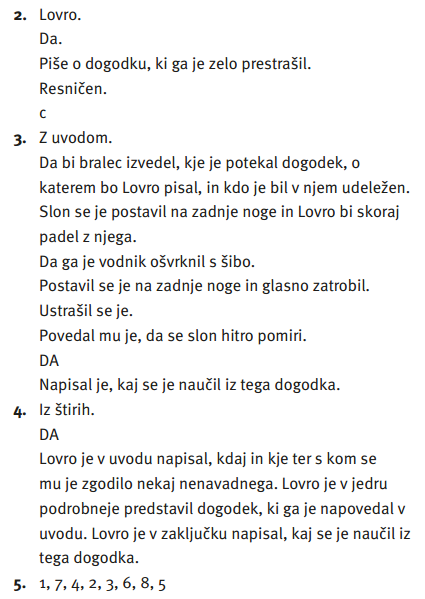 2. Lovro.
Da.
Piše o dogodku, ki ga je zelo prestrašil.
Resničen.
c
3. Z uvodom.
Da bi bralec izvedel, kje je potekal dogodek, o
katerem bo Lovro pisal, in kdo je bil v njem udeležen.
Slon se je postavil na zadnje noge in Lovro bi skoraj
padel z njega.
Da ga je vodnik ošvrknil s šibo.
Postavil se je na zadnje noge in glasno zatrobil.
Ustrašil se je.
Povedal mu je, da se slon hitro pomiri.
DA
Napisal je, kaj se je naučil iz tega dogodka.
4. Iz štirih.
DA
Lovro je v uvodu napisal, kdaj in kje ter s kom se
mu je zgodilo nekaj nenavadnega. Lovro je v jedru
podrobneje predstavil dogodek, ki ga je napovedal v
uvodu. Lovro je v zaključku napisal, kaj se je naučil iz
tega dogodka.
5. 1, 7, 4, 2, 3, 6, 8, 5